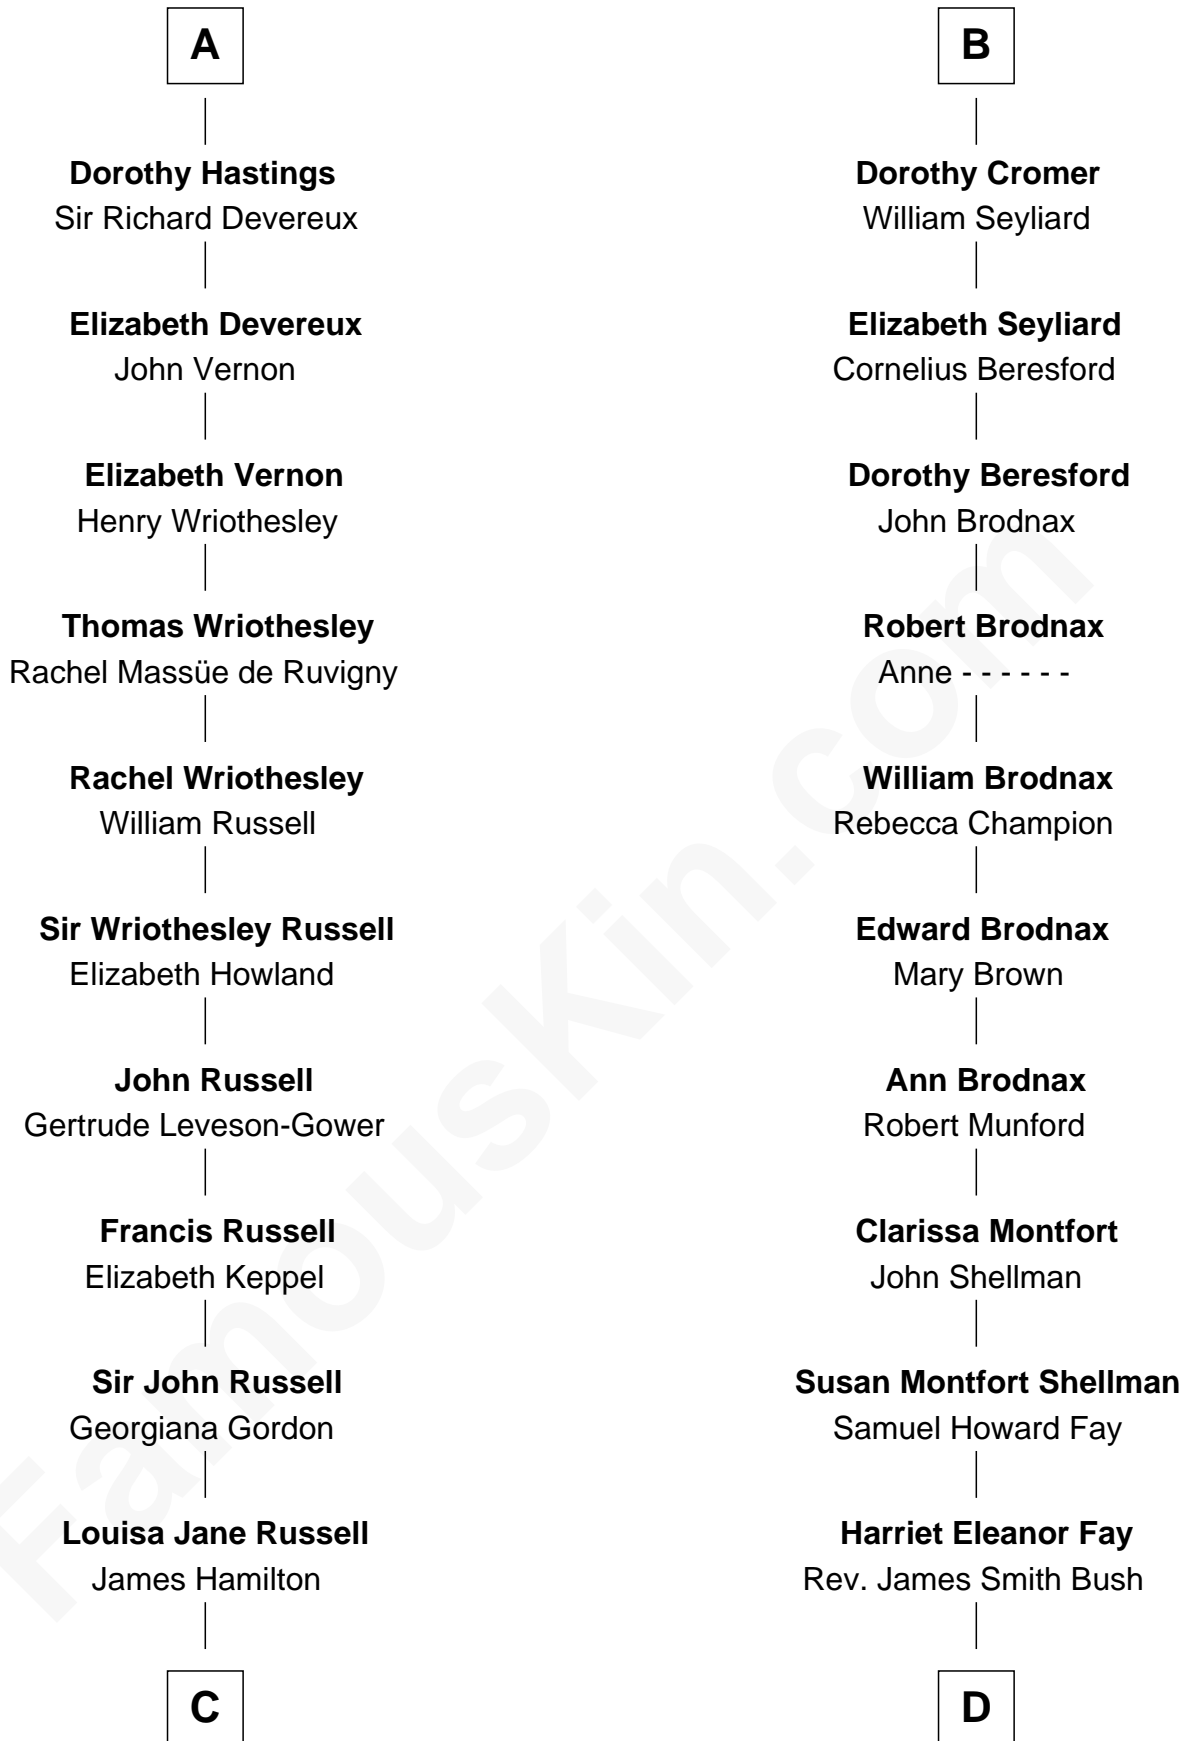 A
Dorothy Hastings
Sir Richard Devereux
Elizabeth Devereux
John Vernon
Elizabeth Vernon
Henry Wriothesley
Thomas Wriothesley
Rachel Massüe de Ruvigny
Rachel Wriothesley
William Russell
Sir Wriothesley Russell
Elizabeth Howland
John Russell
Gertrude Leveson-Gower
Francis Russell
Elizabeth Keppel
Sir John Russell
Georgiana Gordon
Louisa Jane Russell
James Hamilton
C
B
Dorothy Cromer
William Seyliard
Elizabeth Seyliard
Cornelius Beresford
Dorothy Beresford
John Brodnax
Robert Brodnax
Anne - - - - - -
William Brodnax
Rebecca Champion
Edward Brodnax
Mary Brown
Ann Brodnax
Robert Munford
Clarissa Montfort
John Shellman
Susan Montfort Shellman
Samuel Howard Fay
Harriet Eleanor Fay
Rev. James Smith Bush
D
FamousKin.com